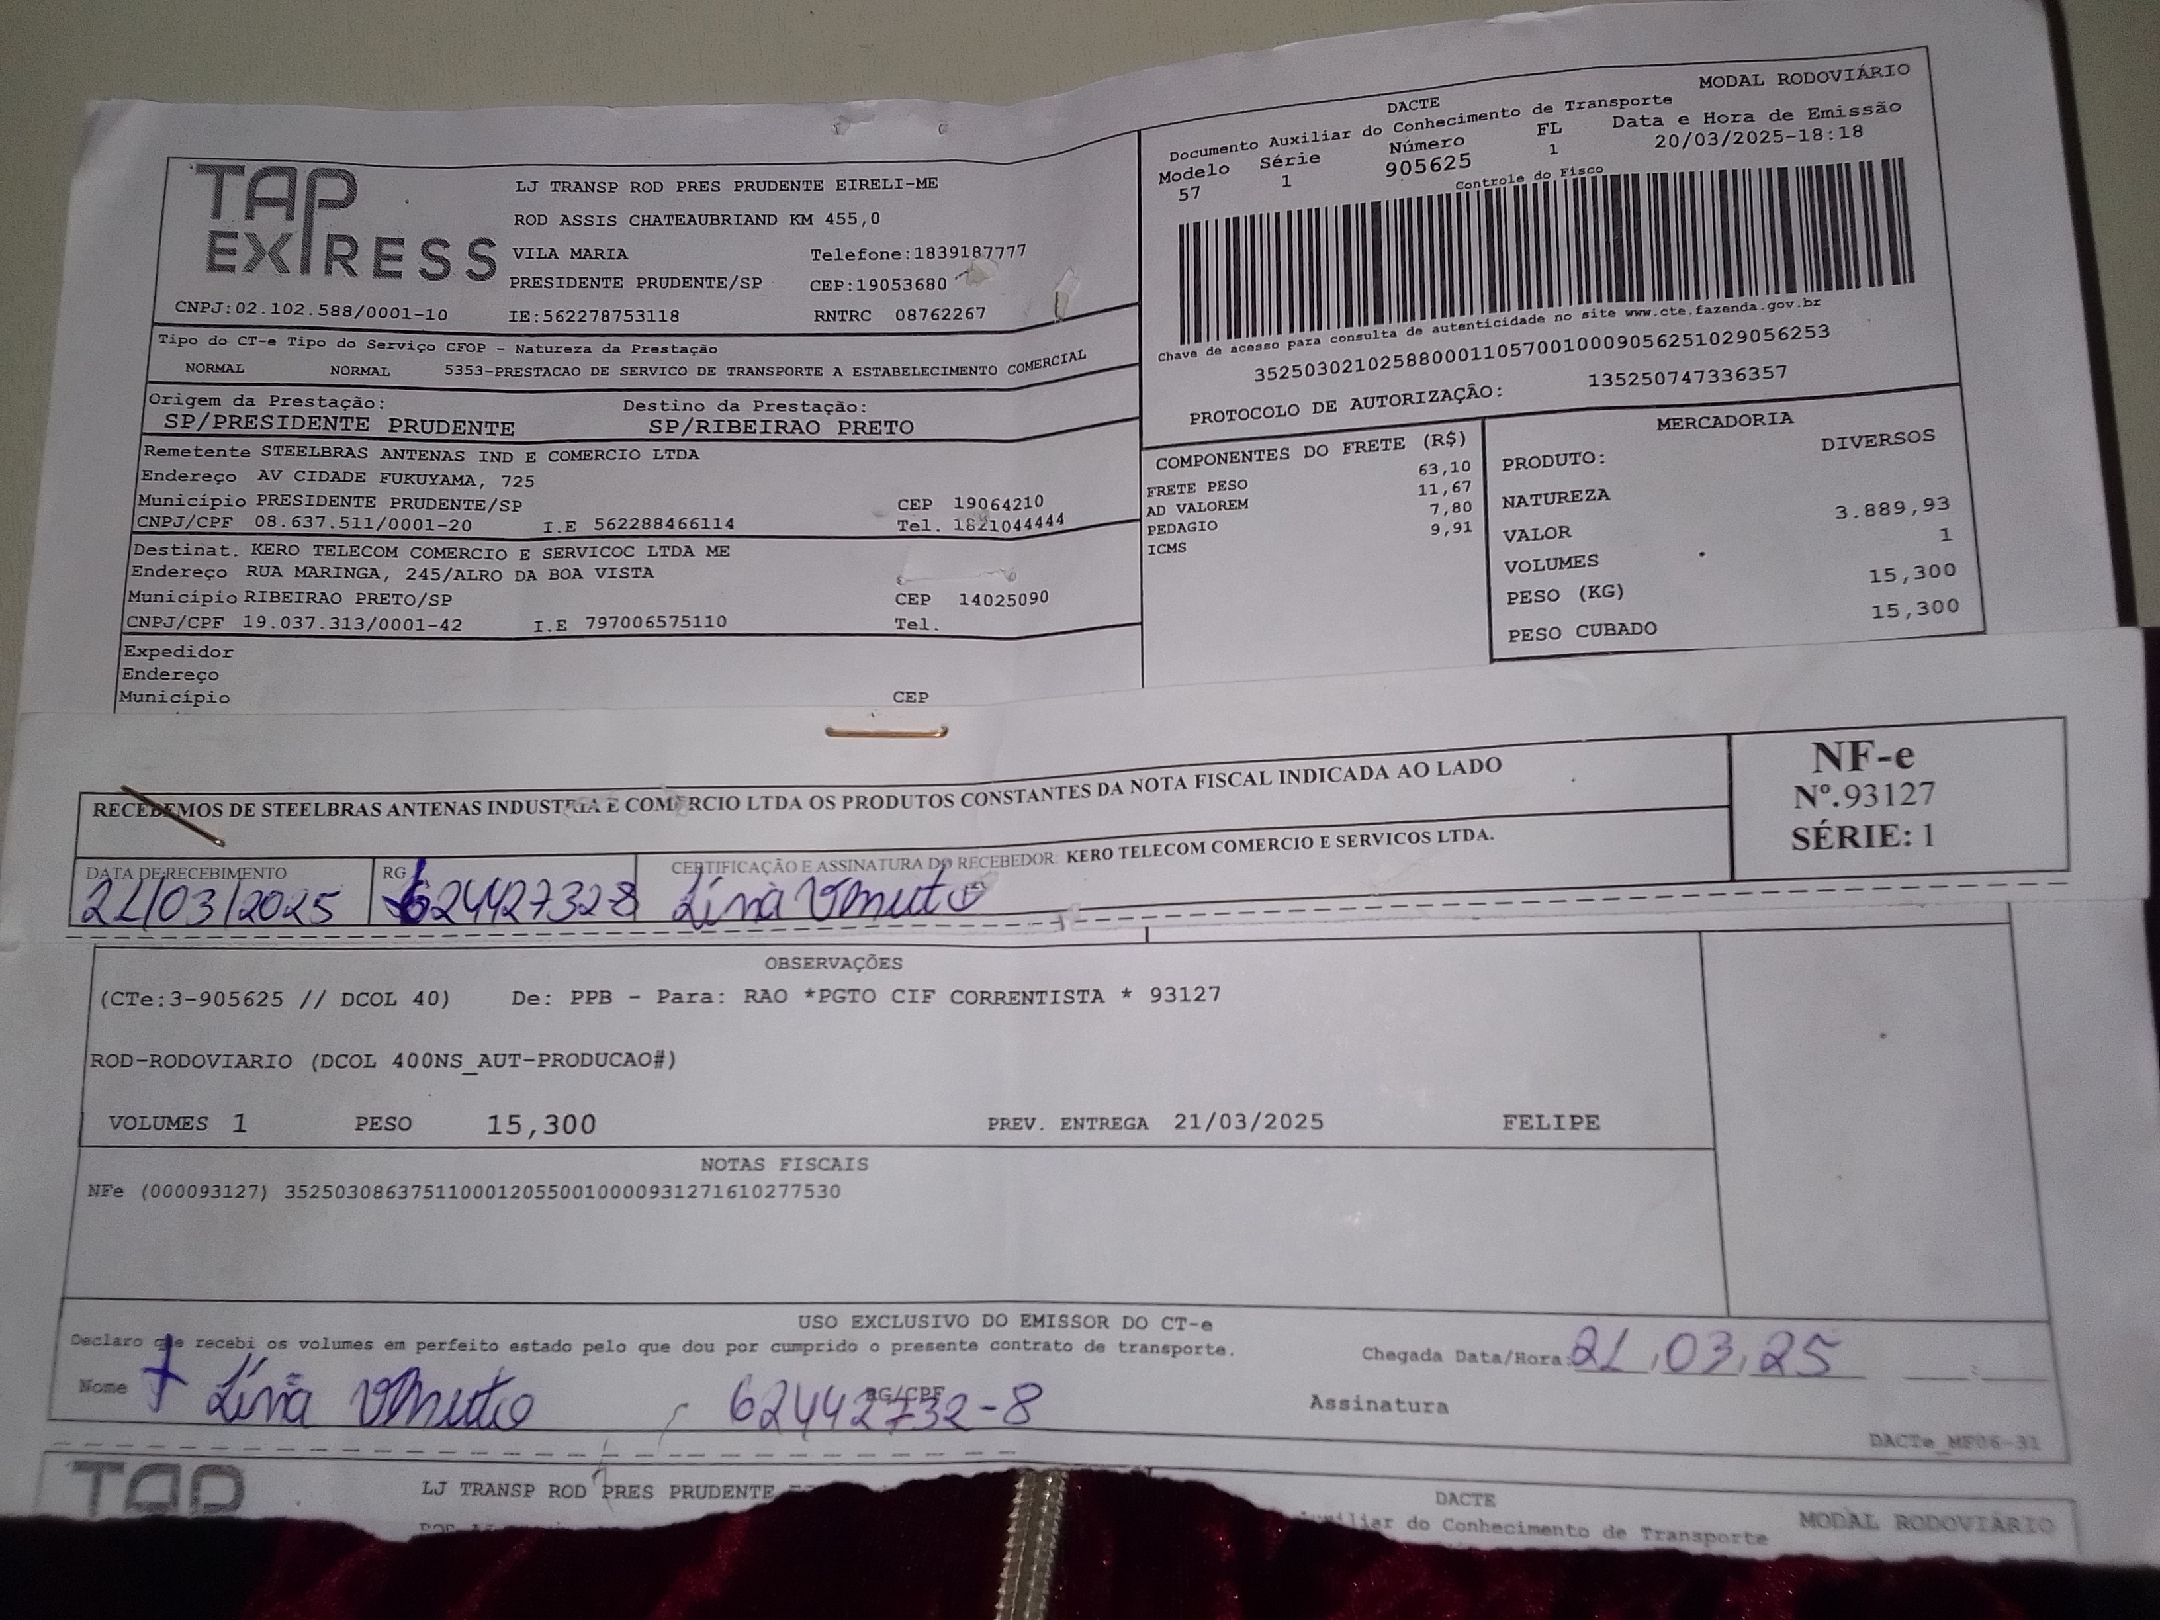 TAP EXPRESS
LJ TRANSP ROD PRES PRUDENTE EIRELI-ME
ROD ASSIS CHATEAUBRIAND KM 455,0
VILA MARIA Telefone:1839187777
PRESIDENTE PRUDENTE/SP CEP:19053680
CNPJ:02.102.588/0001-10 IE:562278753118 RNTRC 08762267
Tipo do CT-e Tipo do Serviço CFOP - Natureza da Prestação
NORMAL NORMAL 5353-PRESTACAO DE SERVICO DE TRANSPORTE A ESTABELECIMENTO COMERCIAL
Origem da Prestação: Destino da Prestação:
SP/PRESIDENTE PRUDENTE SP/RIBEIRAO PRETO
Remetente STEELBRAS ANTENAS IND E COMERCIO LTDA
Endereço AV CIDADE FUKUYAMA, 725
Município PRESIDENTE PRUDENTE/SP CEP 19064210
CNPJ/CPF 08.637.511/0001-20 I.E 562288466114 Tel. 1821044444
Destinat. KERO TELECOM COMERCIO E SERVICOC LTDA ME
Endereço RUA MARINGA, 245/ALRO DA BOA VISTA
Município RIBEIRAO PRETO/SP CEP 14025090
CNPJ/CPF 19.037.313/0001-42 I.E 797006575110 Tel.
Expedidor
Endereço
Município CEP
DACTE MODAL RODOVIÁRIO
Documento Auxiliar do Conhecimento de Transporte
Modelo Série Número FL Data e Hora de Emissão
57 1 905625 1 20/03/2025-18:18
Controle do Fisco
Chave de acesso para consulta de autenticidade no site www.cte.fazenda.gov.br
35250302102588000110570010009056251029056253
PROTOCOLO DE AUTORIZAÇÃO: 135250747336357
COMPONENTES DO FRETE (R$)
FRETE PESO 63,10
AD VALOREM 11,67
PEDAGIO 7,80
ICMS 9,91
MERCADORIA
PRODUTO: DIVERSOS
NATUREZA
VALOR 3.889,93
VOLUMES 1
PESO (KG) 15,300
PESO CUBADO 15,300
RECEBEMOS DE STEELBRAS ANTENAS INDUSTRIA E COMERCIO LTDA OS PRODUTOS CONSTANTES DA NOTA FISCAL INDICADA AO LADO
NF-e
Nº.93127
SÉRIE: 1
DATA DE RECEBIMENTO RG CERTIFICAÇÃO E ASSINATURA DO RECEBEDOR: KERO TELECOM COMERCIO E SERVICOS LTDA.
21/03/2025 62442732-8
OBSERVAÇÕES
(CTe:3-905625 // DCOL 40) De: PPB - Para: RAO *PGTO CIF CORRENTISTA * 93127
ROD-RODOVIARIO (DCOL 400NS_AUT-PRODUCAO#)
VOLUMES 1 PESO 15,300 PREV. ENTREGA 21/03/2025 FELIPE
NOTAS FISCAIS
NFe (000093127) 35250308637511000120550010000931271610277530
USO EXCLUSIVO DO EMISSOR DO CT-e
Declaro que recebi os volumes em perfeito estado pelo que dou por cumprido o presente contrato de transporte.
Chegada Data/Hora: 21,03,25
Nome RG/CPF 62442732-8 Assinatura
DACTe_MF06-31
TAP LJ TRANSP ROD PRES PRUDENTE
DACTE MODAL RODOVIÁRIO
do Conhecimento de Transporte